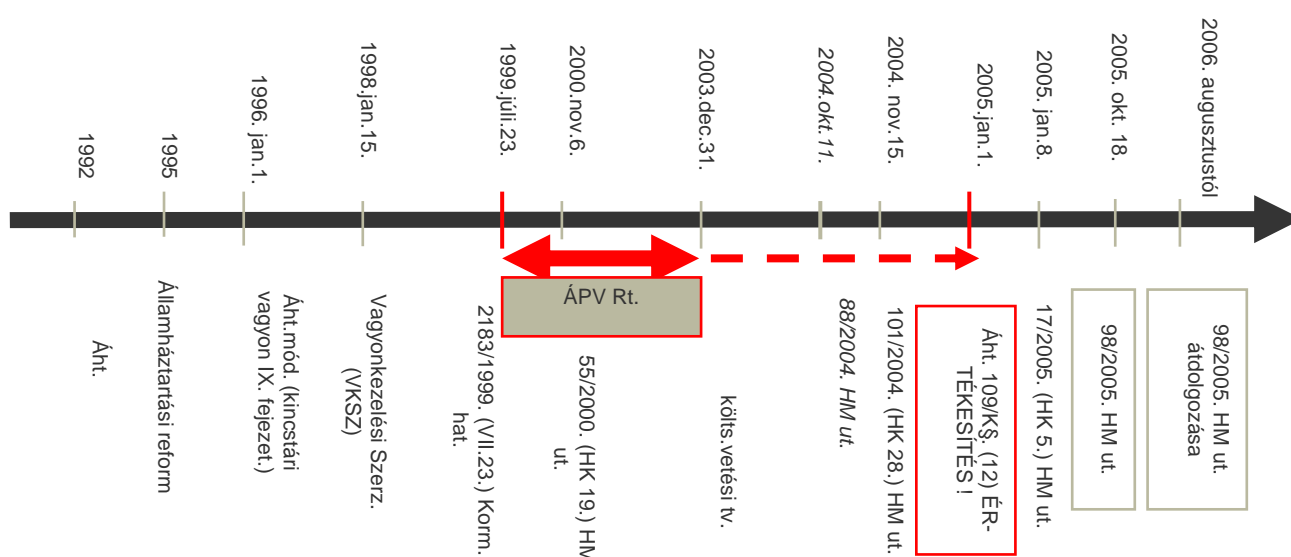 1992
1995
1996. jan.1.
1998.jan.15.
1999.júli.23.
2000.nov.6.
2003.dec.31.
2004.okt.11.
2004. nov.15.
2005.jan.1.
2005. jan.8.
2005. okt. 18.
2006. augusztustól
ÁPV Rt.
Áht.
Államháztartási reform
Áht.mód. (kincstári
vagyon IX. fejezet.)
Vagyonkezelési Szerz.
(VKSZ)
2183/1999. (VII.23.) Korm.
hat.
55/2000. (HK 19.) HM
ut.
költs.vetési tv.
88/2004. HM ut.
101/2004. (HK 28.) HM ut.
Áht. 109/K§. (12) ÉR-
TÉKESÍTÉS !
17/2005. (HK 5.) HM ut.
98/2005. HM ut.
98/2005. HM ut.
átdolgozása